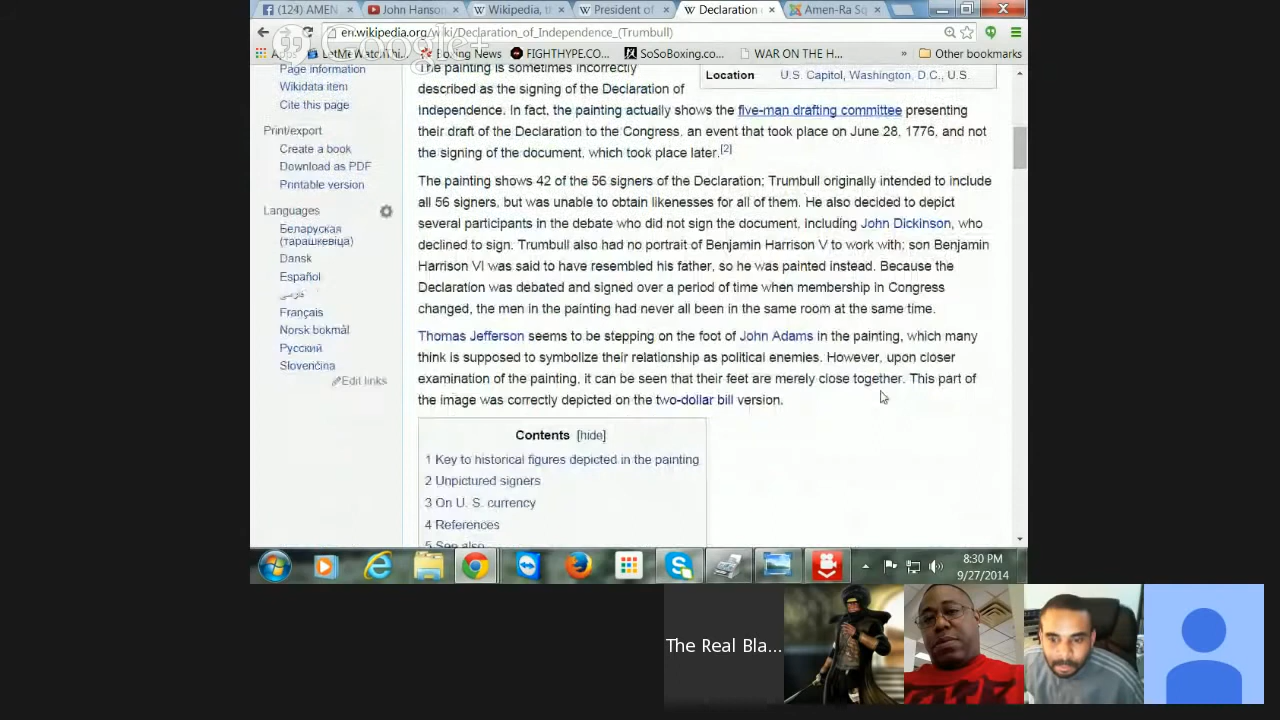 (124) AMEN
John Hanson
Wikipedia, th
President of
Declaration
Amen-Ra Sq
en.wikipedia.org/wiki/Declaration_of_Independence_(Trumbull)
Google+
Boxing News
FIGHTHYPE.CO...
SoSoBoxing.co...
WAR ON THE H...
»
Other bookmarks
Page information
Wikidata item
Cite this page
Print/export
Create a book
Download as PDF
Printable version
Languages
Беларуская
(тарашкевіца)
Dansk
Español
فارسی
Français
Norsk bokmål
Русский
Slovenčina
Edit links
The painting is sometimes incorrectly
described as the signing of the Declaration of
Independence. In fact, the painting actually shows the five-man drafting committee presenting
their draft of the Declaration to the Congress, an event that took place on June 28, 1776, and not
the signing of the document, which took place later.[2]
Location U.S. Capitol, Washington, D.C., U.S.
The painting shows 42 of the 56 signers of the Declaration; Trumbull originally intended to include
all 56 signers, but was unable to obtain likenesses for all of them. He also decided to depict
several participants in the debate who did not sign the document, including John Dickinson, who
declined to sign. Trumbull also had no portrait of Benjamin Harrison V to work with; son Benjamin
Harrison VI was said to have resembled his father, so he was painted instead. Because the
Declaration was debated and signed over a period of time when membership in Congress
changed, the men in the painting had never all been in the same room at the same time.
Thomas Jefferson seems to be stepping on the foot of John Adams in the painting, which many
think is supposed to symbolize their relationship as political enemies. However, upon closer
examination of the painting, it can be seen that their feet are merely close together. This part of
the image was correctly depicted on the two-dollar bill version.
Contents [hide]
1 Key to historical figures depicted in the painting
2 Unpictured signers
3 On U. S. currency
4 References
5 See also
8:30 PM
9/27/2014
The Real Bla...